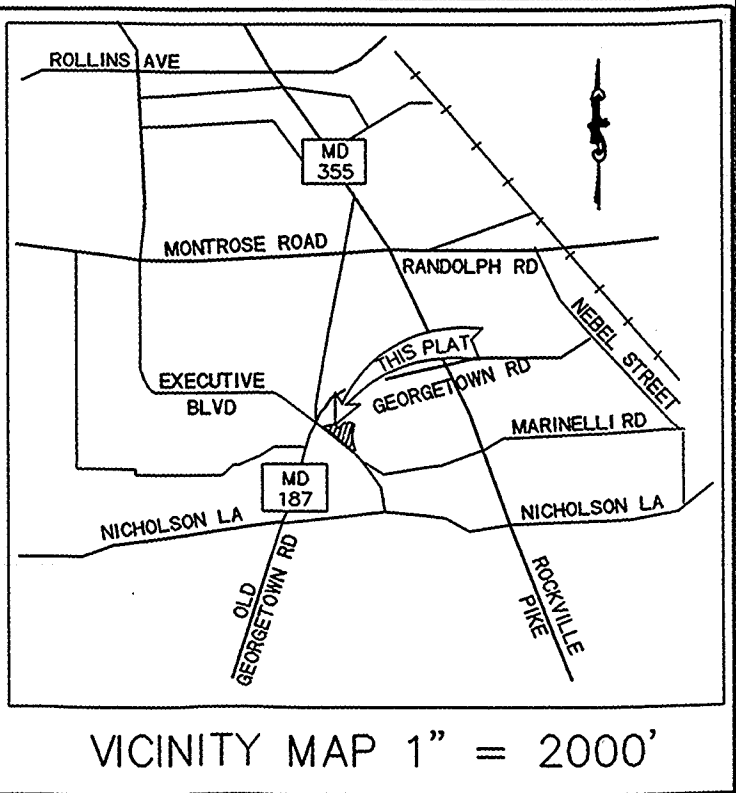 ROLLINS AVE
MD
355
MONTROSE ROAD
RANDOLPH RD
NEBEL STREET
THIS PLAT
GEORGETOWN RD
EXECUTIVE
BLVD
MARINELLI RD
MD
187
NICHOLSON LA
NICHOLSON LA
OLD
GEORGETOWN RD
ROCKVILLE
PIKE
VICINITY MAP 1" = 2000'